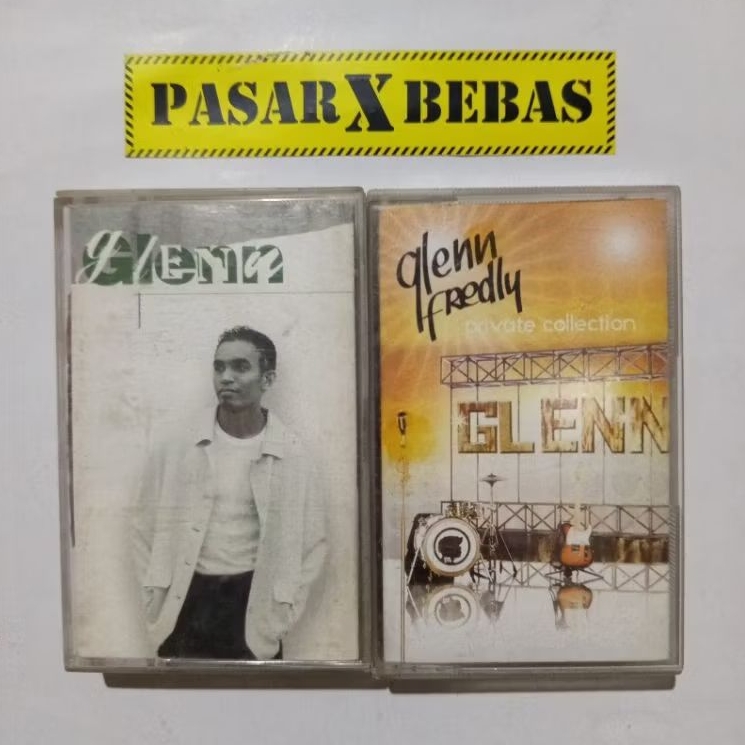 PASAR X BEBAS
Glenn
glenn
fredly
private collection
GLENN